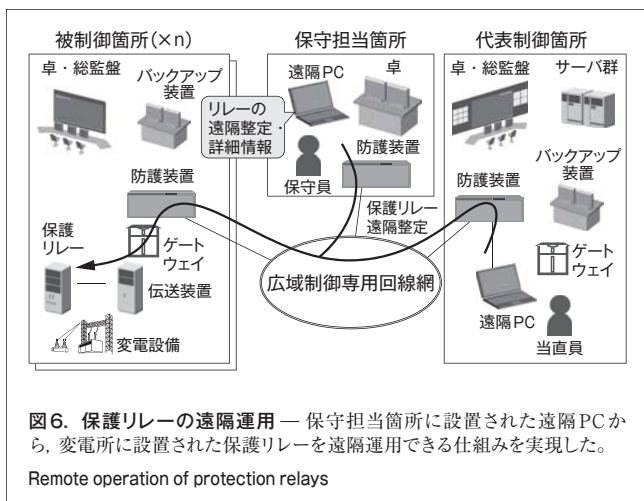 被制御箇所(×n)
卓・総監盤
バックアップ
装置
防護装置
保護
リレー
ゲート
ウェイ
伝送装置
変電設備
保守担当箇所
遠隔PC
卓
リレーの
遠隔整定・
詳細情報
保守員
防護装置
保護リレー
遠隔整定
広域制御専用回線網
代表制御箇所
卓・総監盤
サーバ群
バックアップ
装置
防護装置
ゲート
ウェイ
遠隔PC
当直員
図6. 保護リレーの遠隔運用 — 保守担当箇所に設置された遠隔PCか
ら,変電所に設置された保護リレーを遠隔運用できる仕組みを実現した。
Remote operation of protection relays